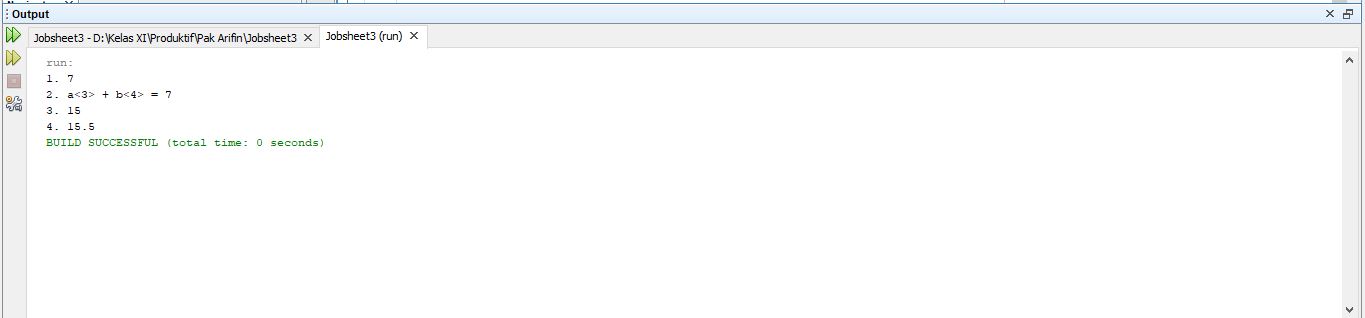 Output
Jobsheet3 - D:\Kelas XI\Produktif\Pak Arifin\Jobsheet3
Jobsheet3 (run)
run:
1. 7
2. a<3> + b<4> = 7
3. 15
4. 15.5
BUILD SUCCESSFUL (total time: 0 seconds)